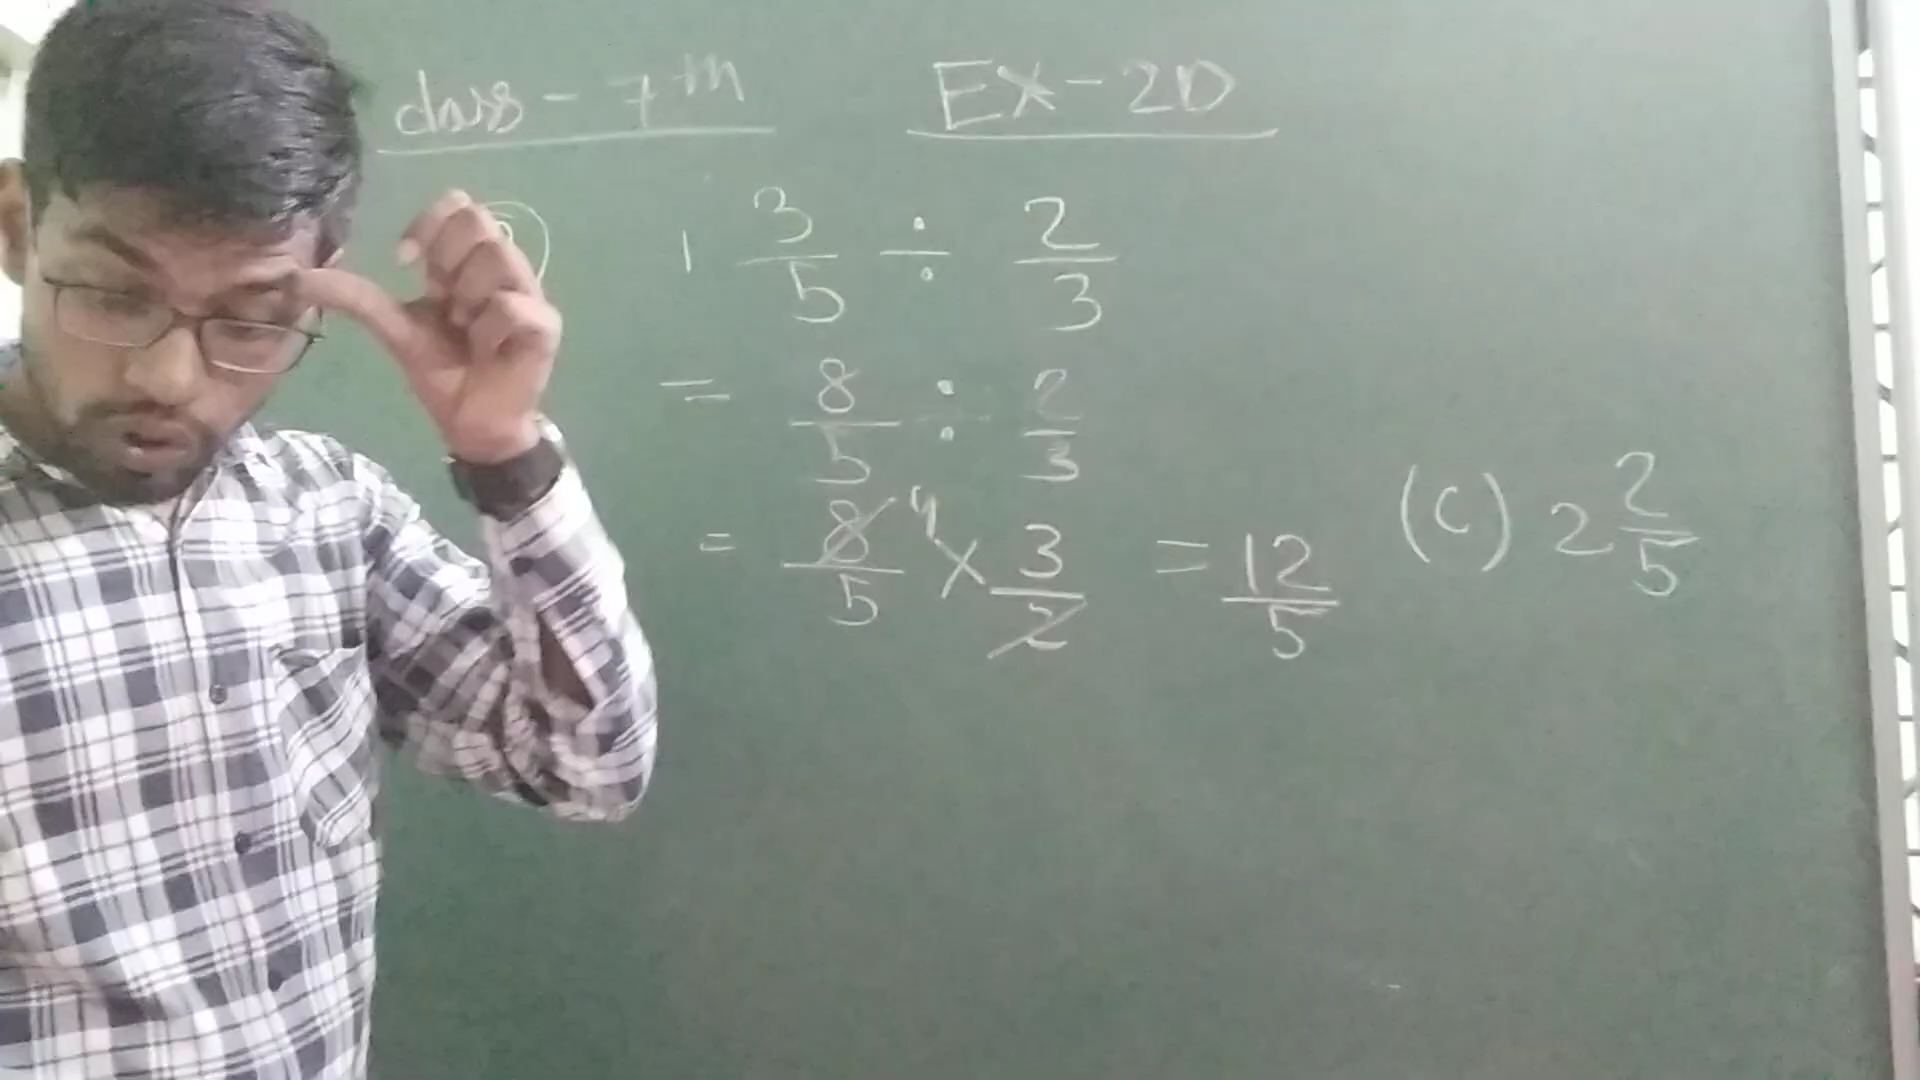 class - 7th EX-2D
1 3/5 ÷ 2/3
= 8/5 ÷ 2/3
= 8/5 4 × 3/2 = 12/5 (C) 2 2/5